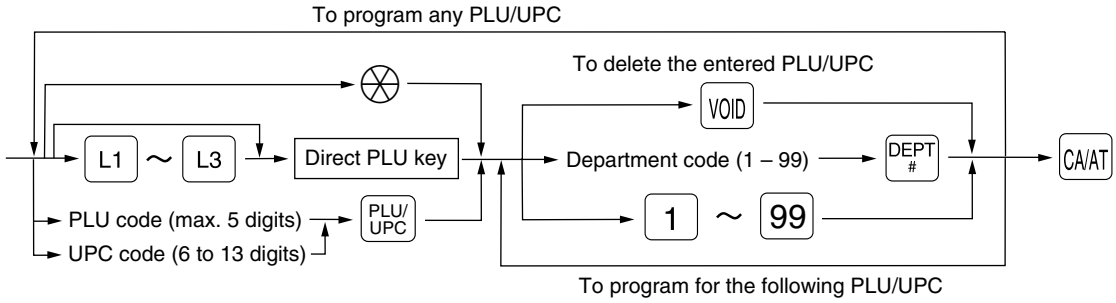 To program any PLU/UPC
To delete the entered PLU/UPC
VOID
L1 ~ L3 Direct PLU key Department code (1 – 99) DEPT # CA/AT
PLU code (max. 5 digits) PLU/ UPC 1 ~ 99
UPC code (6 to 13 digits)
To program for the following PLU/UPC